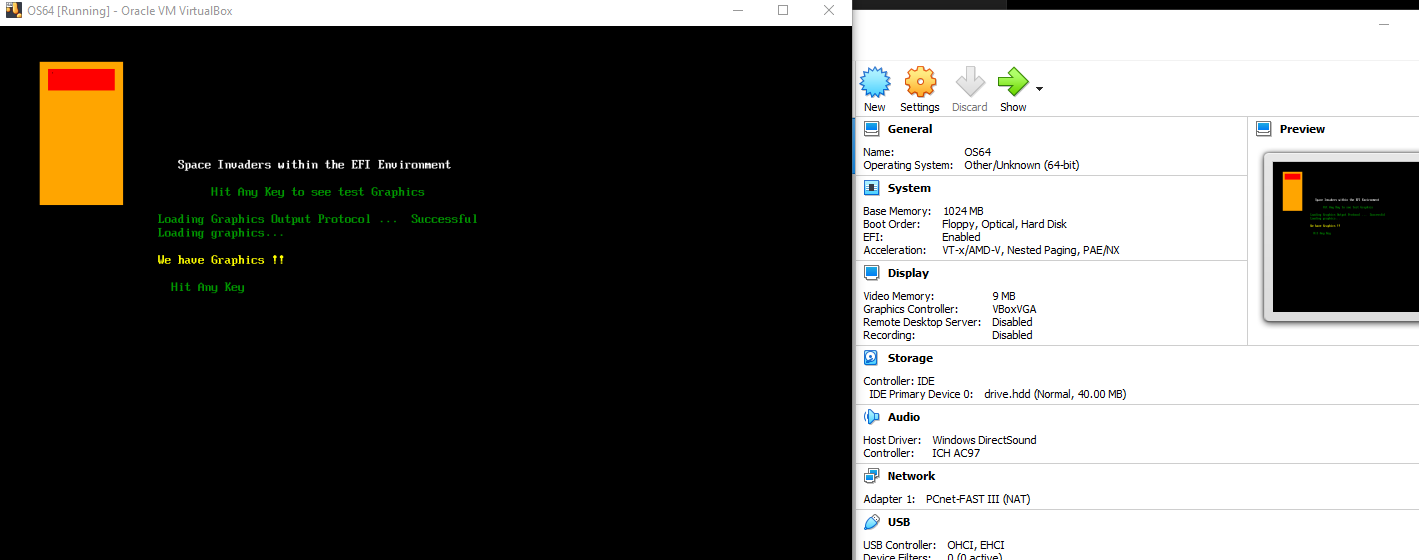 OS64 [Running] - Oracle VM VirtualBox
Space Invaders within the EFI Environment
Hit Any Key to see test Graphics
Loading Graphics Output Protocol ... Successful
Loading graphics...
We have Graphics !!
Hit Any Key
New Settings Discard Show
General
Name: OS64
Operating System: Other/Unknown (64-bit)
System
Base Memory: 1024 MB
Boot Order: Floppy, Optical, Hard Disk
EFI: Enabled
Acceleration: VT-x/AMD-V, Nested Paging, PAE/NX
Display
Video Memory: 9 MB
Graphics Controller: VBoxVGA
Remote Desktop Server: Disabled
Recording: Disabled
Storage
Controller: IDE
IDE Primary Device 0: drive.hdd (Normal, 40.00 MB)
Audio
Host Driver: Windows DirectSound
Controller: ICH AC97
Network
Adapter 1: PCnet-FAST III (NAT)
USB
USB Controller: OHCI, EHCI
Device Filters: 0 (0 active)
Preview
Space Invaders within the EFI Environment
Hit Any Key to see test Graphics
Loading Graphics Output Protocol ... Successful
Loading graphics...
We have Graphics !!
Hit Any Key